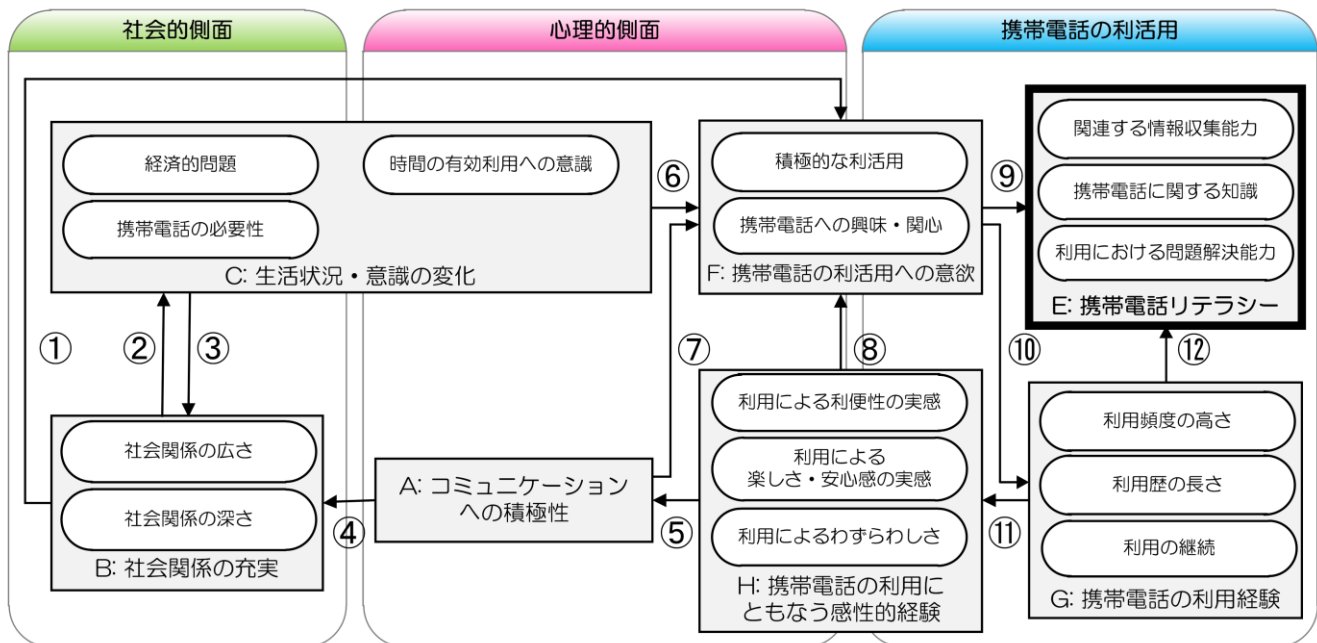 社会的側面
心理的側面
携帯電話の利活用
経済的問題
携帯電話の必要性
時間の有効利用への意識
C: 生活状況・意識の変化
積極的な利活用
携帯電話への興味・関心
F: 携帯電話の利活用への意欲
関連する情報収集能力
携帯電話に関する知識
利用における問題解決能力
E: 携帯電話リテラシー
①
②
③
④
⑤
⑥
⑦
⑧
⑨
⑩
⑪
⑫
社会関係の広さ
社会関係の深さ
B: 社会関係の充実
A: コミュニケーション
への積極性
利用による利便性の実感
利用による
楽しさ・安心感の実感
利用によるわずらわしさ
H: 携帯電話の利用に
ともなう感性的経験
利用頻度の高さ
利用歴の長さ
利用の継続
G: 携帯電話の利用経験